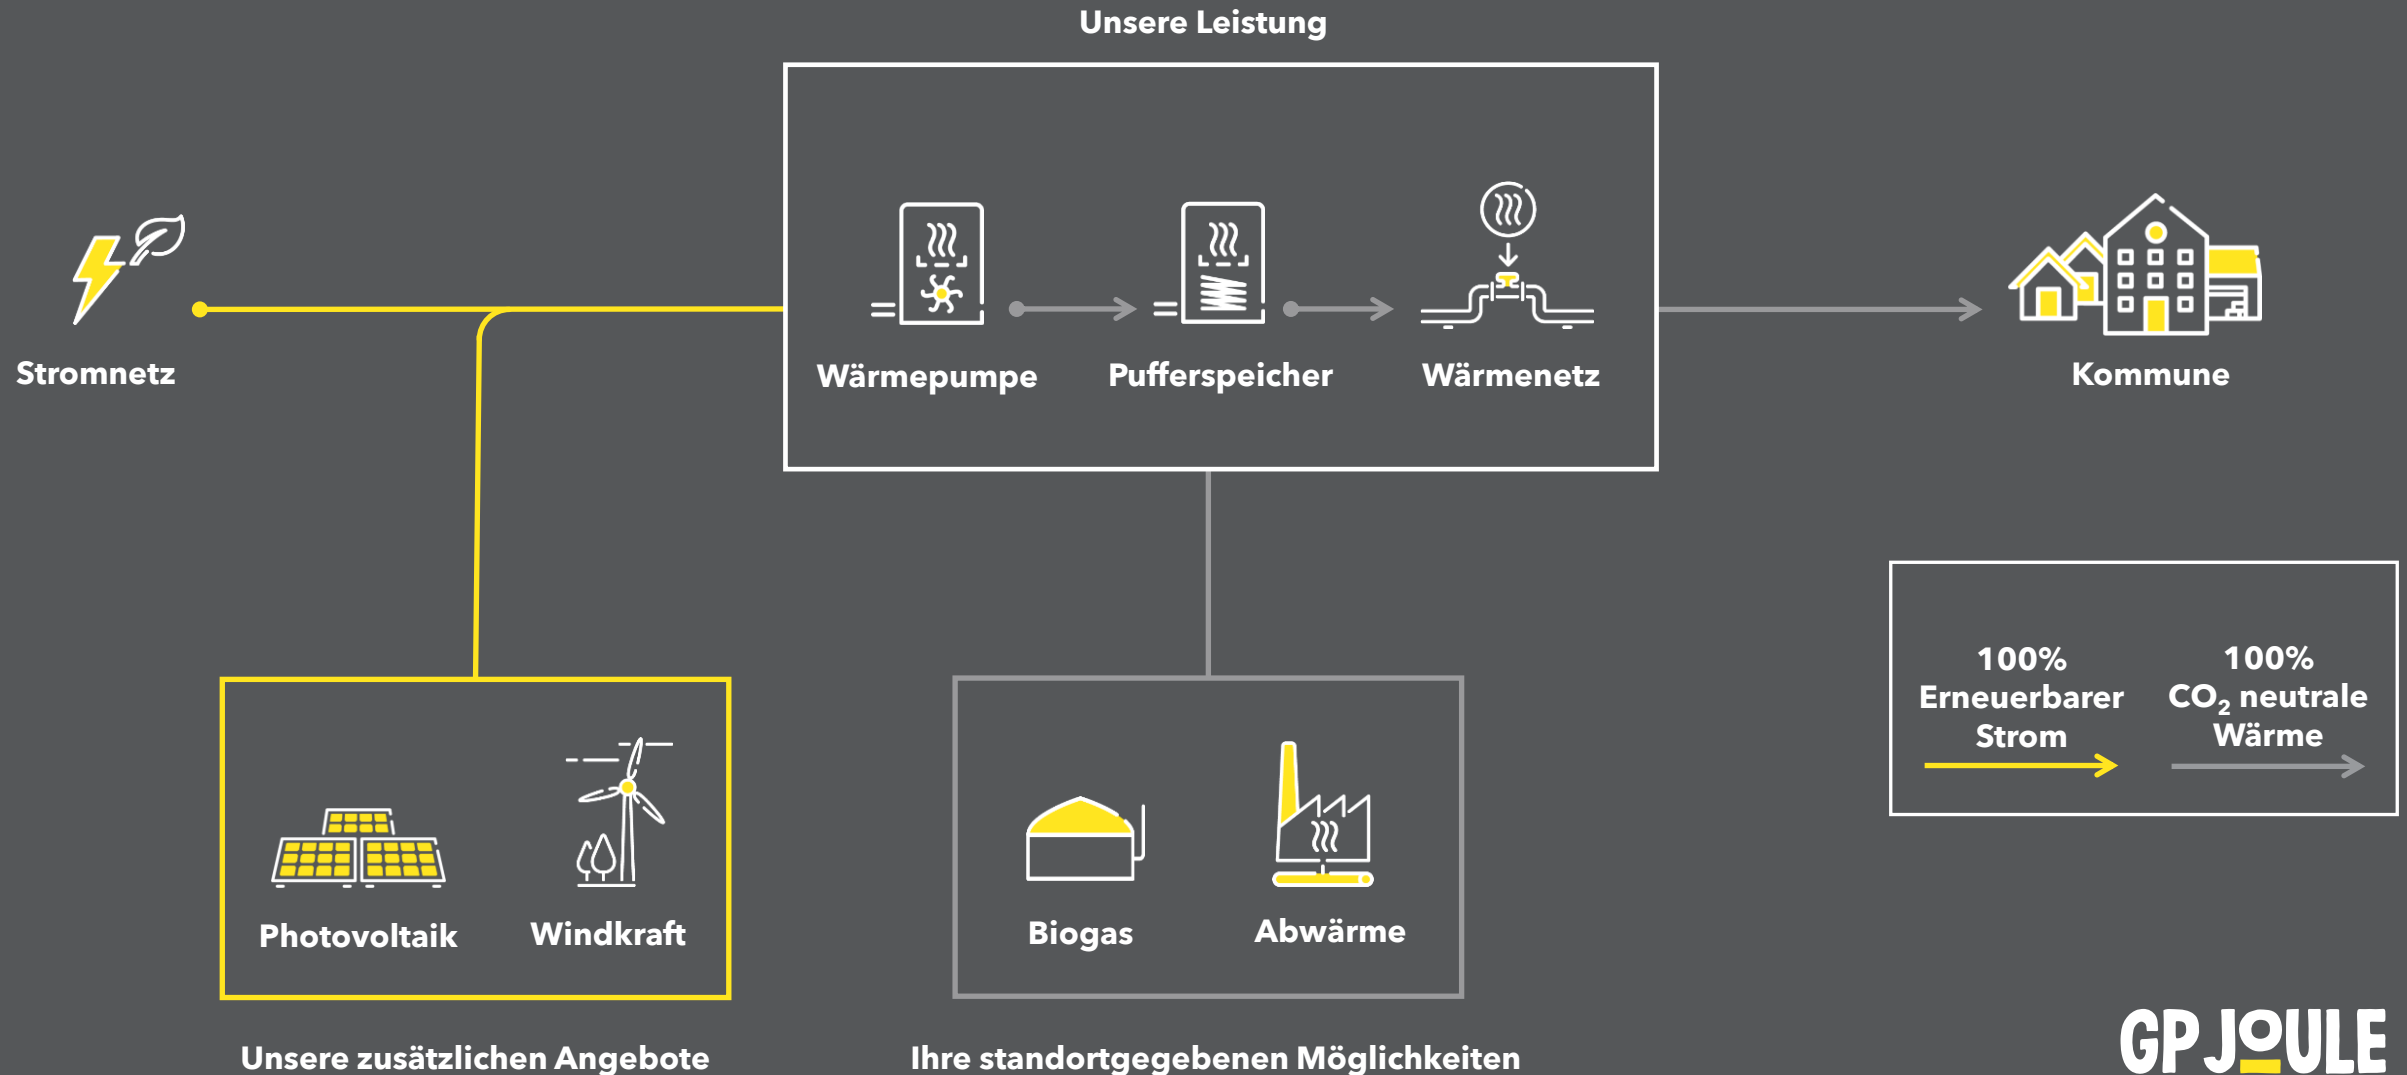 Unsere Leistung
Stromnetz
Wärmepumpe
Pufferspeicher
Wärmenetz
Kommune
100%
Erneuerbarer
Strom
100%
CO₂ neutrale
Wärme
Photovoltaik
Windkraft
Biogas
Abwärme
Unsere zusätzlichen Angebote
Ihre standortgegebenen Möglichkeiten
GP JOULE